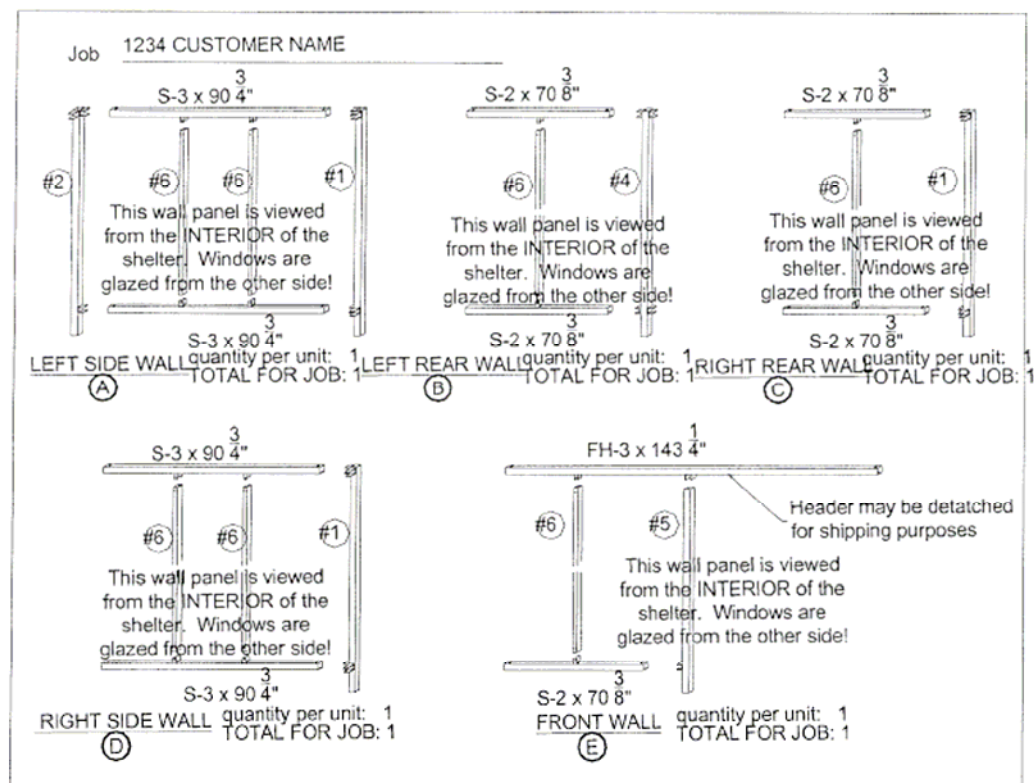 Job 1234 CUSTOMER NAME
S-3 x 90 3/4"
#2
#6
#6
#1
This wall panel is viewed
from the INTERIOR of the
shelter. Windows are
glazed from the other side!
S-3 x 90 3/4"
LEFT SIDE WALL
quantity per unit: 1
TOTAL FOR JOB: 1
A
S-2 x 70 3/8"
#6
#4
This wall panel is viewed
from the INTERIOR of the
shelter. Windows are
glazed from the other side!
S-2 x 70 3/8"
LEFT REAR WALL
quantity per unit: 1
TOTAL FOR JOB: 1
B
S-2 x 70 3/8"
#6
#1
This wall panel is viewed
from the INTERIOR of the
shelter. Windows are
glazed from the other side!
S-2 x 70 3/8"
RIGHT REAR WALL
quantity per unit: 1
TOTAL FOR JOB: 1
C
S-3 x 90 3/4"
#6
#6
#1
This wall panel is viewed
from the INTERIOR of the
shelter. Windows are
glazed from the other side!
S-3 x 90 3/4"
RIGHT SIDE WALL
quantity per unit: 1
TOTAL FOR JOB: 1
D
FH-3 x 143 1/4"
#6
#5
Header may be detatched
for shipping purposes
This wall panel is viewed
from the INTERIOR of the
shelter. Windows are
glazed from the other side!
S-2 x 70 3/8"
FRONT WALL
quantity per unit: 1
TOTAL FOR JOB: 1
E